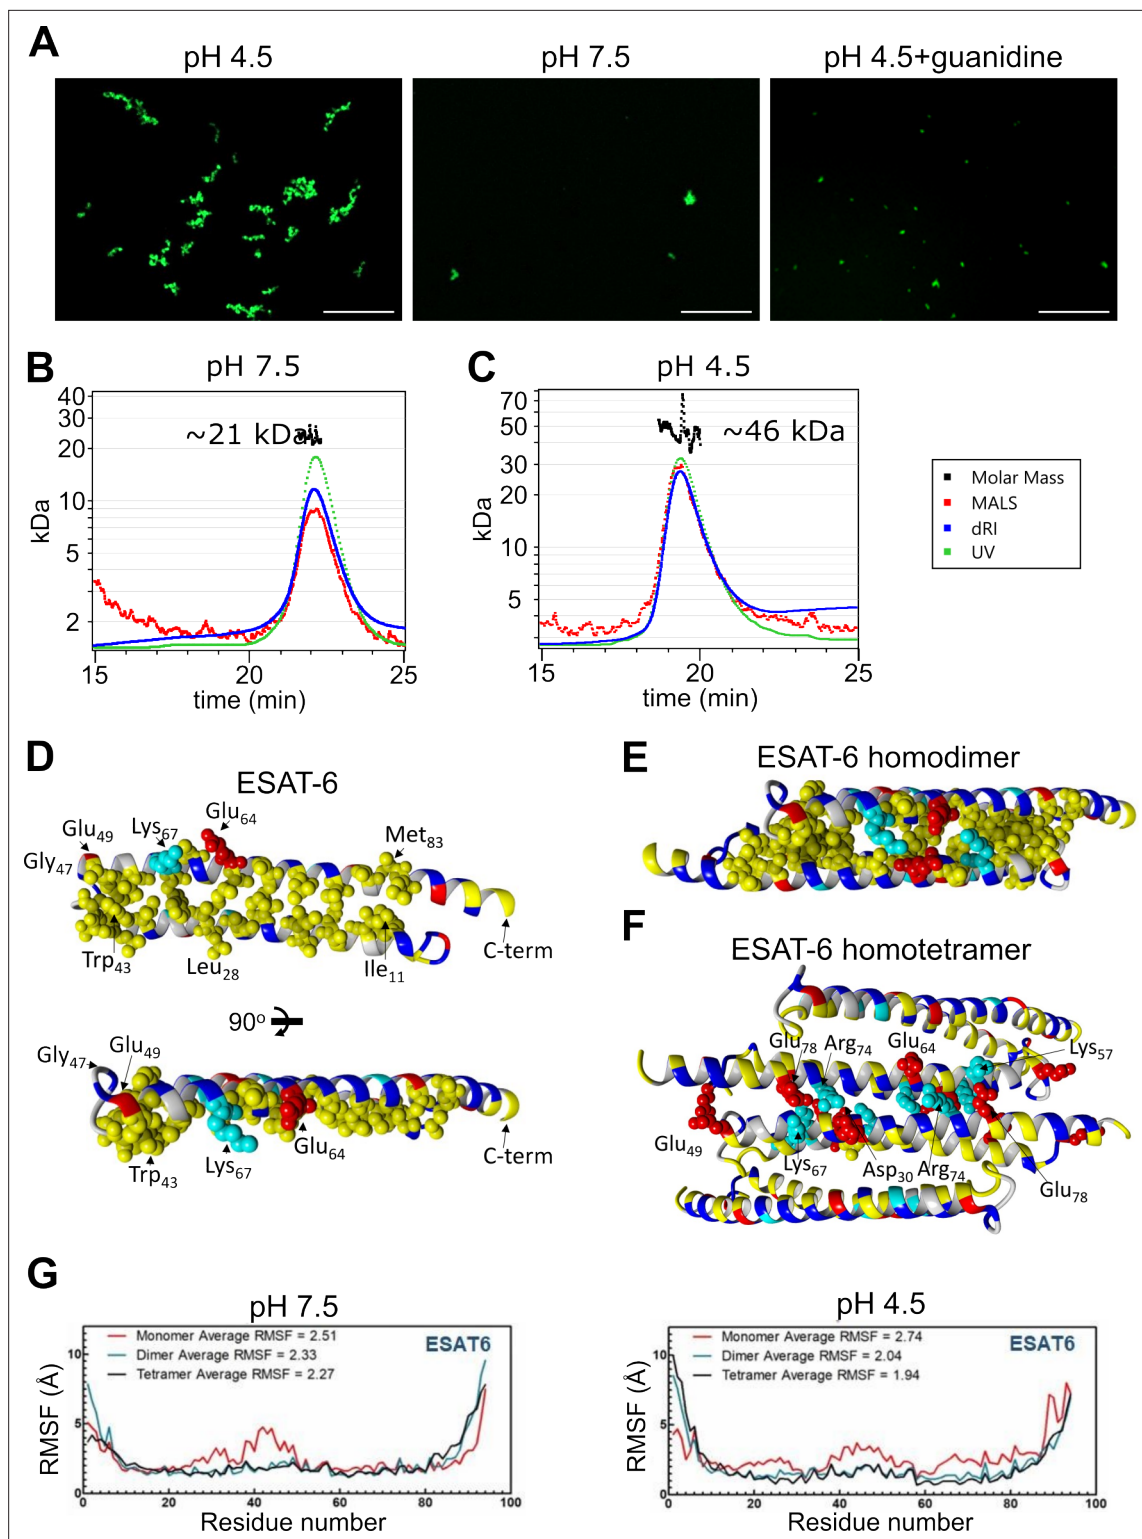 A
pH 4.5
pH 7.5
pH 4.5+guanidine
B
pH 7.5
40
30
20
10
5
2
kDa
~21 kDa
15
20
25
time (min)
C
pH 4.5
70
50
30
20
10
5
kDa
~46 kDa
15
20
25
time (min)
Molar Mass
MALS
dRI
UV
D
ESAT-6
Glu64
Lys67
Glu49
Gly47
Met83
Trp43
Leu28
Ile11
C-term
90o
Glu49
Gly47
Trp43
Lys67
Glu64
C-term
E
ESAT-6 homodimer
F
ESAT-6 homotetramer
Glu78
Arg74
Glu64
Lys57
Glu49
Lys67
Asp30
Arg74
Glu78
G
pH 7.5
Monomer Average RMSF = 2.51
Dimer Average RMSF = 2.33
Tetramer Average RMSF = 2.27
ESAT6
10
5
0
RMSF (Å)
0
20
40
60
80
100
Residue number
pH 4.5
Monomer Average RMSF = 2.74
Dimer Average RMSF = 2.04
Tetramer Average RMSF = 1.94
ESAT6
10
5
0
RMSF (Å)
0
20
40
60
80
100
Residue number